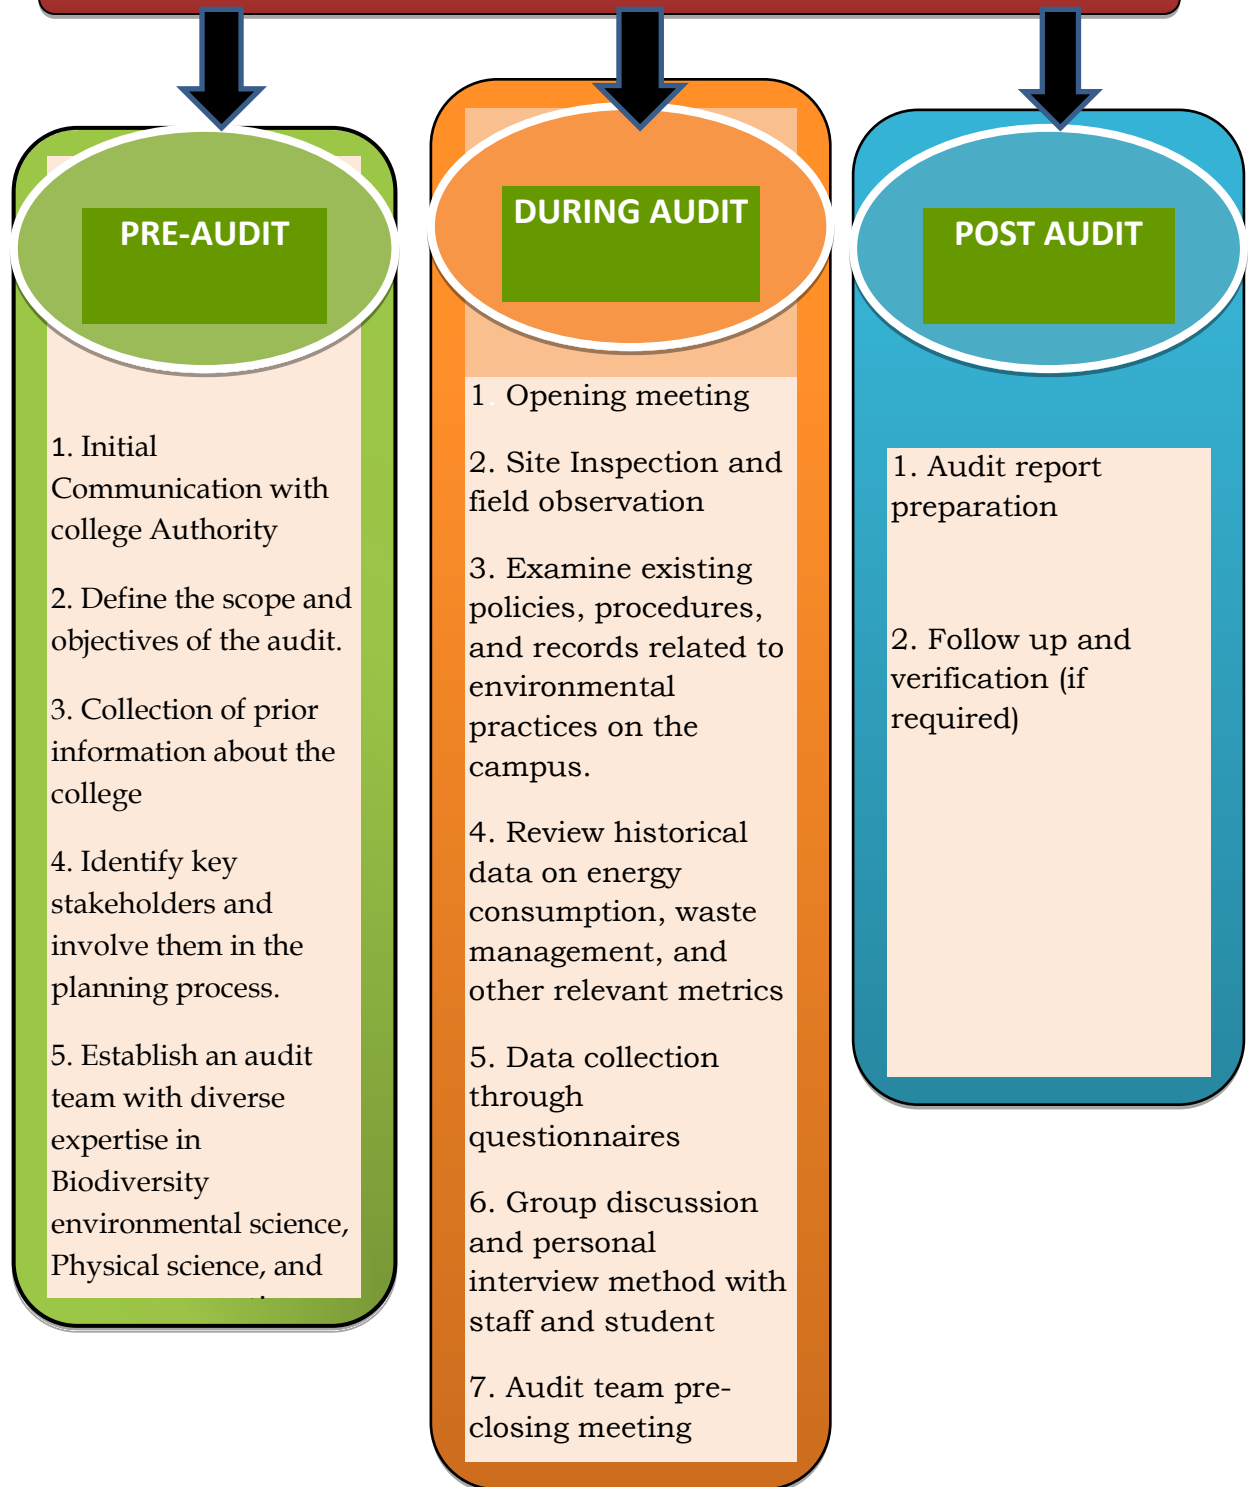 PRE-AUDIT
1. Initial
Communication with
college Authority
2. Define the scope and
objectives of the audit.
3. Collection of prior
information about the
college
4. Identify key
stakeholders and
involve them in the
planning process.
5. Establish an audit
team with diverse
expertise in
Biodiversity
environmental science,
Physical science, and
DURING AUDIT
1. Opening meeting
2. Site Inspection and
field observation
3. Examine existing
policies, procedures,
and records related to
environmental
practices on the
campus.
4. Review historical
data on energy
consumption, waste
management, and
other relevant metrics
5. Data collection
through
questionnaires
6. Group discussion
and personal
interview method with
staff and student
7. Audit team pre-
closing meeting
POST AUDIT
1. Audit report
preparation
2. Follow up and
verification (if
required)